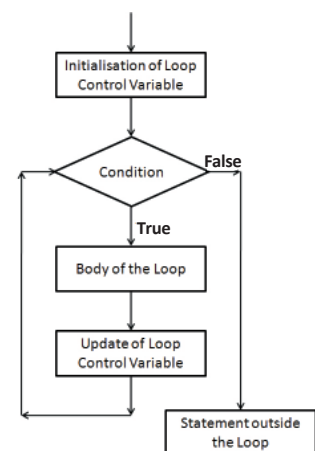 Initialisation of Loop
Control Variable
Condition
False
True
Body of the Loop
Update of Loop
Control Variable
Statement outside
the Loop